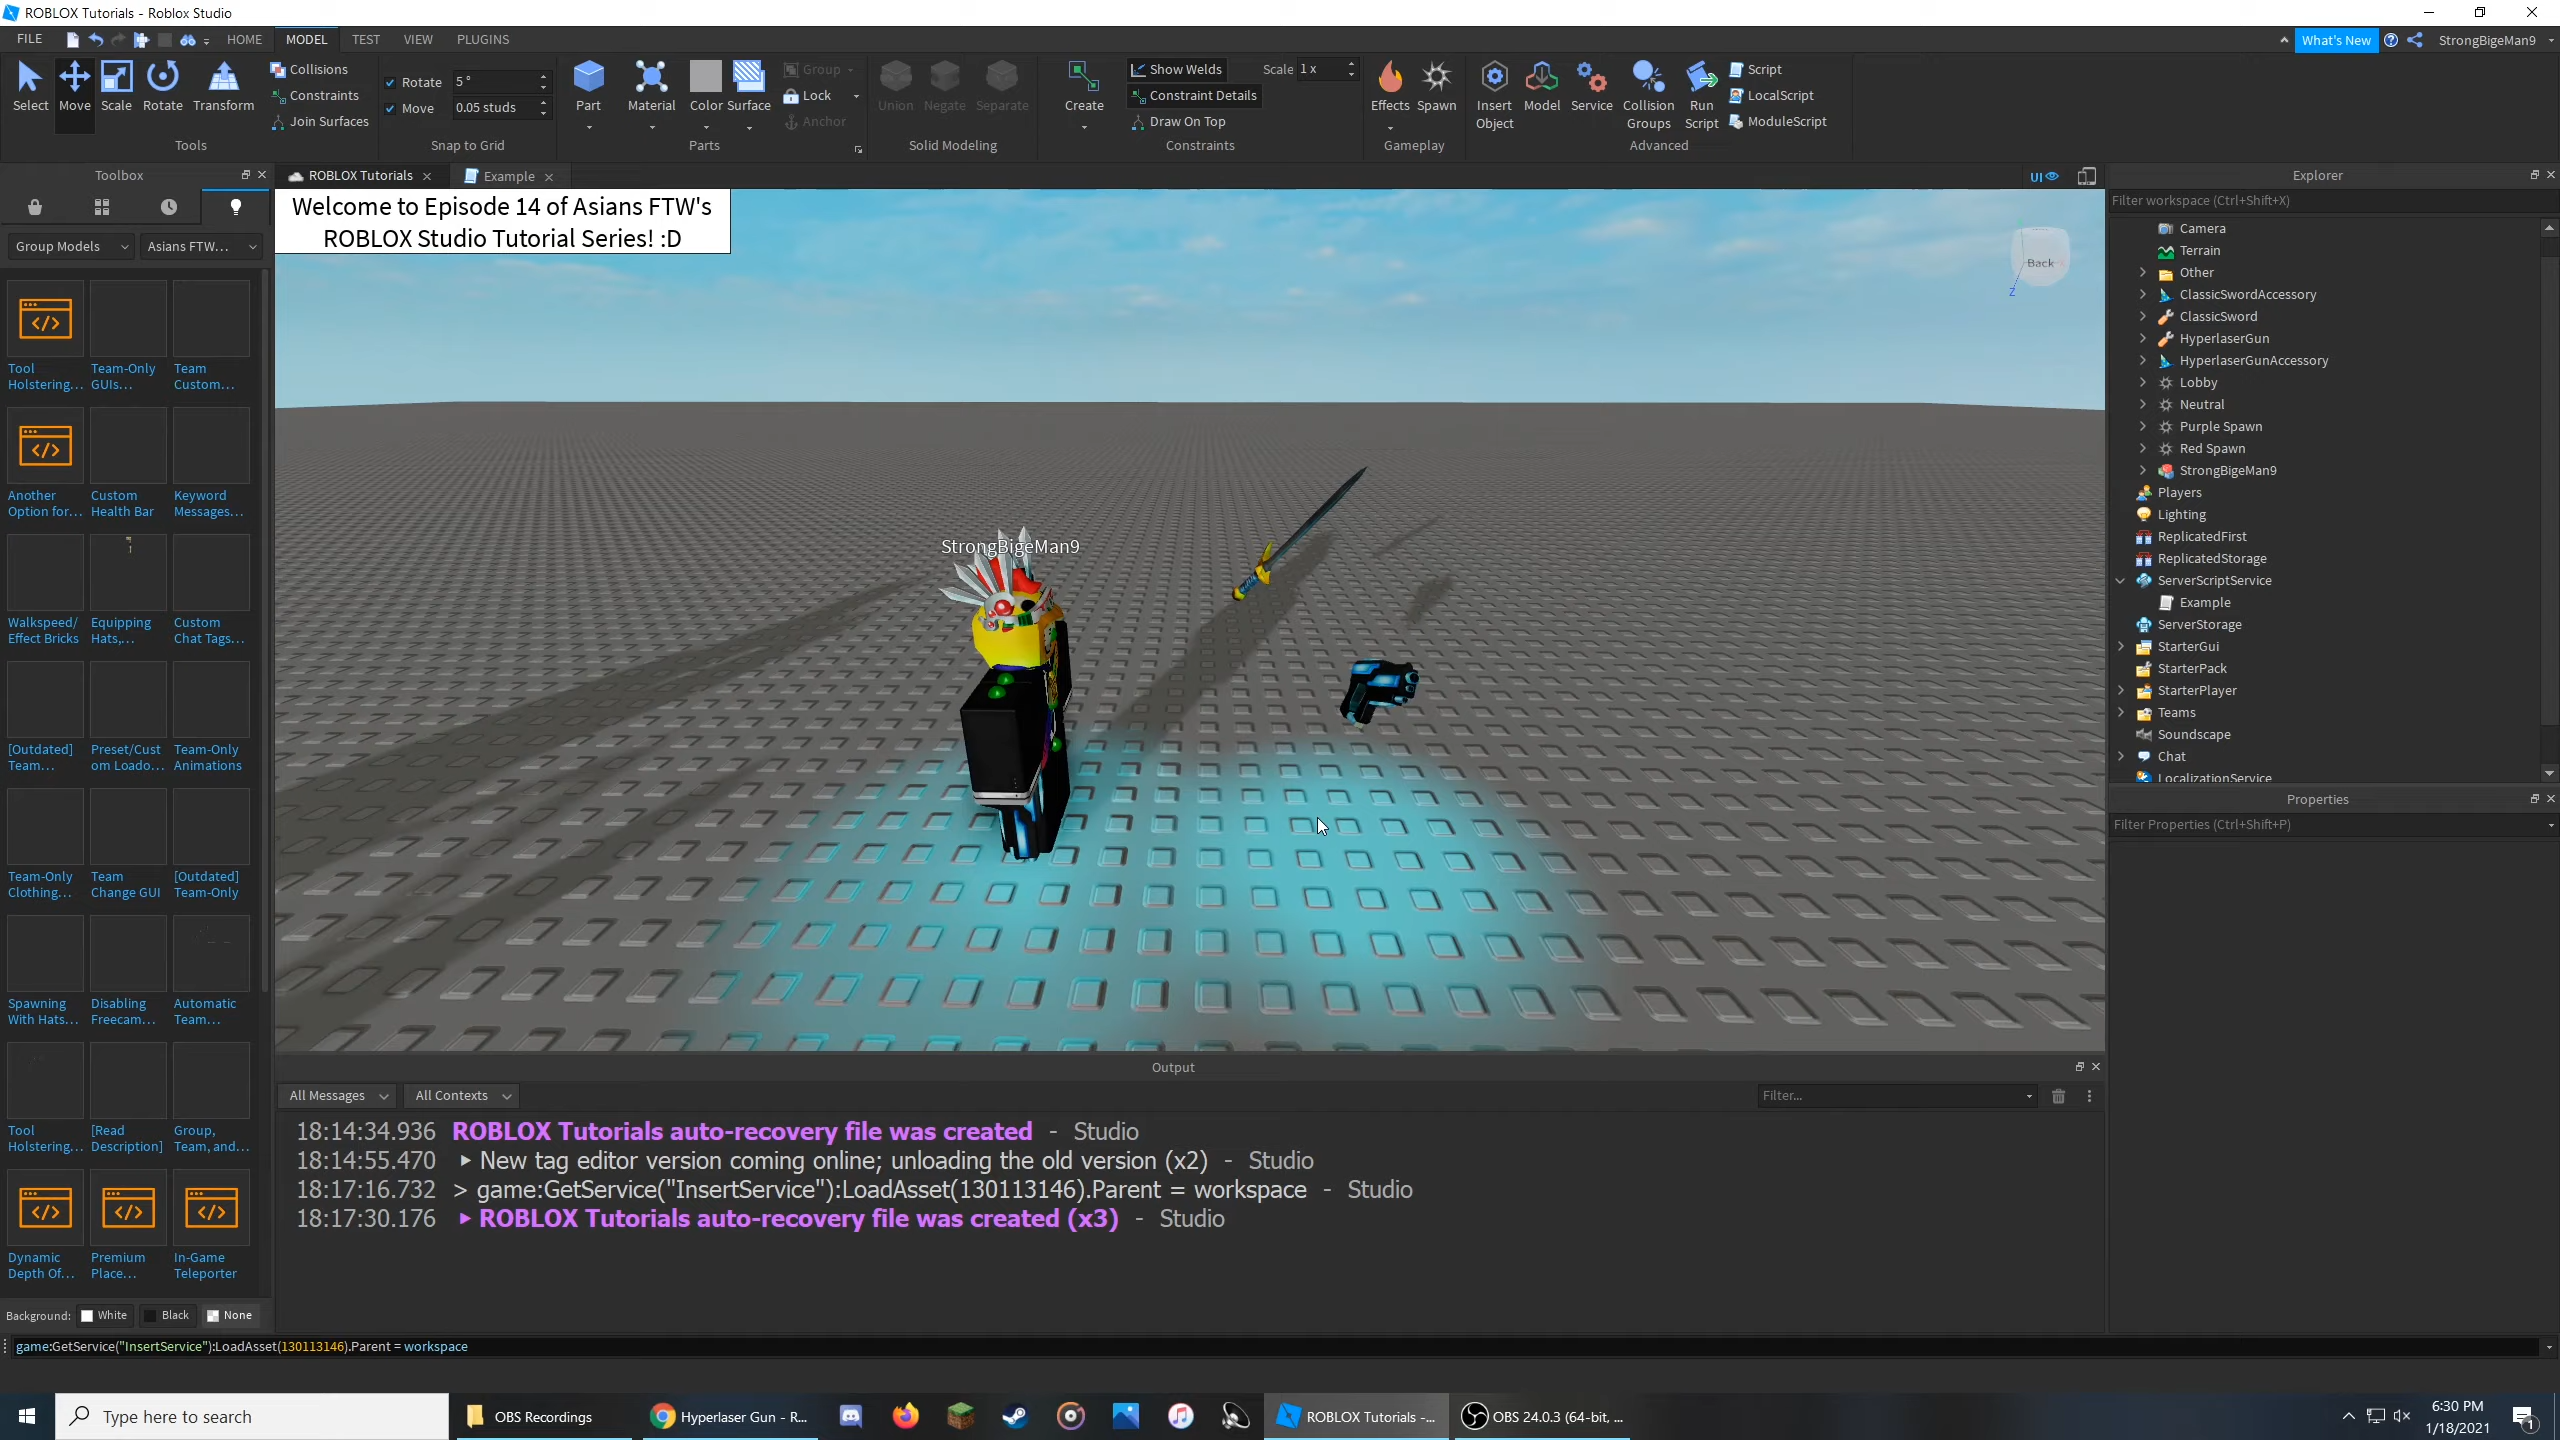 ROBLOX Tutorials - Roblox Studio
FILE
HOME
MODEL
TEST
VIEW
PLUGINS
What's New
StrongBigeMan9
Select
Move
Scale
Rotate
Transform
Collisions
Constraints
Join Surfaces
Tools
Rotate
5 °
Move
0.05 studs
Snap to Grid
Part
Material
Color
Surface
Group
Lock
Anchor
Parts
Union
Negate
Separate
Solid Modeling
Create
Show Welds
Scale
1 x
Constraint Details
Draw On Top
Constraints
Effects
Spawn
Gameplay
Insert
Object
Model
Service
Collision
Groups
Run
Script
Script
LocalScript
ModuleScript
Advanced
Toolbox
Group Models
Asians FTW...
Tool
Holstering...
Team-Only
GUIs...
Team
Custom...
Another
Option for...
Custom
Health Bar
Keyword
Messages...
Walkspeed/
Effect Bricks
Equipping
Hats,...
Custom
Chat Tags...
[Outdated]
Team...
Preset/Cust
om Loado...
Team-Only
Animations
Team-Only
Clothing...
Team
Change GUI
[Outdated]
Team-Only
Spawning
With Hats...
Disabling
Freecam...
Automatic
Team...
Tool
Holstering...
[Read
Description]
Group,
Team, and...
Dynamic
Depth Of...
Premium
Place...
In-Game
Teleporter
Background:
White
Black
None
ROBLOX Tutorials
Example
UI
Welcome to Episode 14 of Asians FTW's
ROBLOX Studio Tutorial Series! :D
Back
Z
StrongBigeMan9
Explorer
Filter workspace (Ctrl+Shift+X)
Camera
Terrain
Other
ClassicSwordAccessory
ClassicSword
HyperlaserGun
HyperlaserGunAccessory
Lobby
Neutral
Purple Spawn
Red Spawn
StrongBigeMan9
Players
Lighting
ReplicatedFirst
ReplicatedStorage
ServerScriptService
Example
ServerStorage
StarterGui
StarterPack
StarterPlayer
Teams
Soundscape
Chat
LocalizationService
Properties
Filter Properties (Ctrl+Shift+P)
Output
All Messages
All Contexts
Filter...
18:14:34.936 ROBLOX Tutorials auto-recovery file was created - Studio
18:14:55.470 New tag editor version coming online; unloading the old version (x2) - Studio
18:17:16.732 > game:GetService("InsertService"):LoadAsset(130113146).Parent = workspace - Studio
18:17:30.176 ROBLOX Tutorials auto-recovery file was created (x3) - Studio
game:GetService("InsertService"):LoadAsset(130113146).Parent = workspace
Type here to search
OBS Recordings
Hyperlaser Gun - R...
ROBLOX Tutorials -...
OBS 24.0.3 (64-bit, ...
6:30 PM
1/18/2021
1